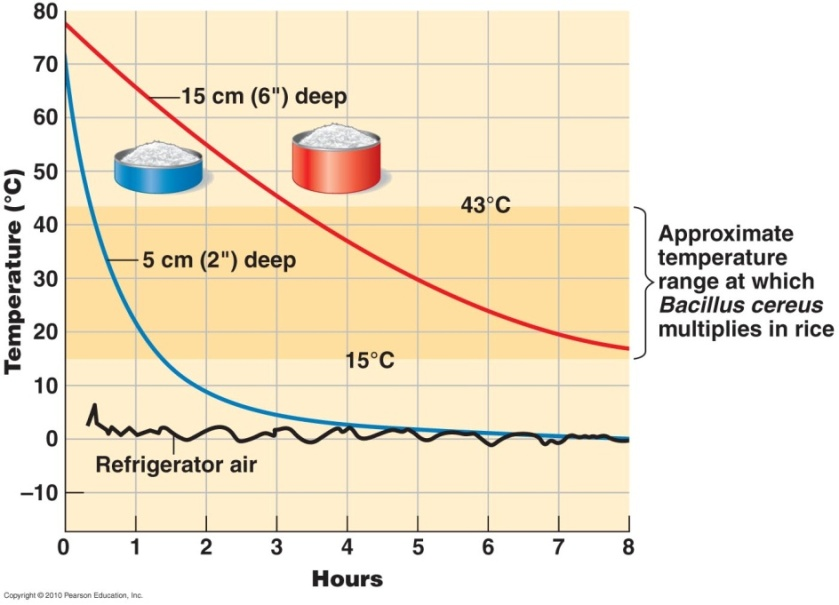 80
70
60
50
40
30
20
10
0
–10
Temperature (°C)
15 cm (6") deep
43°C
5 cm (2") deep
15°C
Refrigerator air
Approximate
temperature
range at which
Bacillus cereus
multiplies in rice
0 1 2 3 4 5 6 7 8
Hours
Copyright © 2010 Pearson Education, Inc.